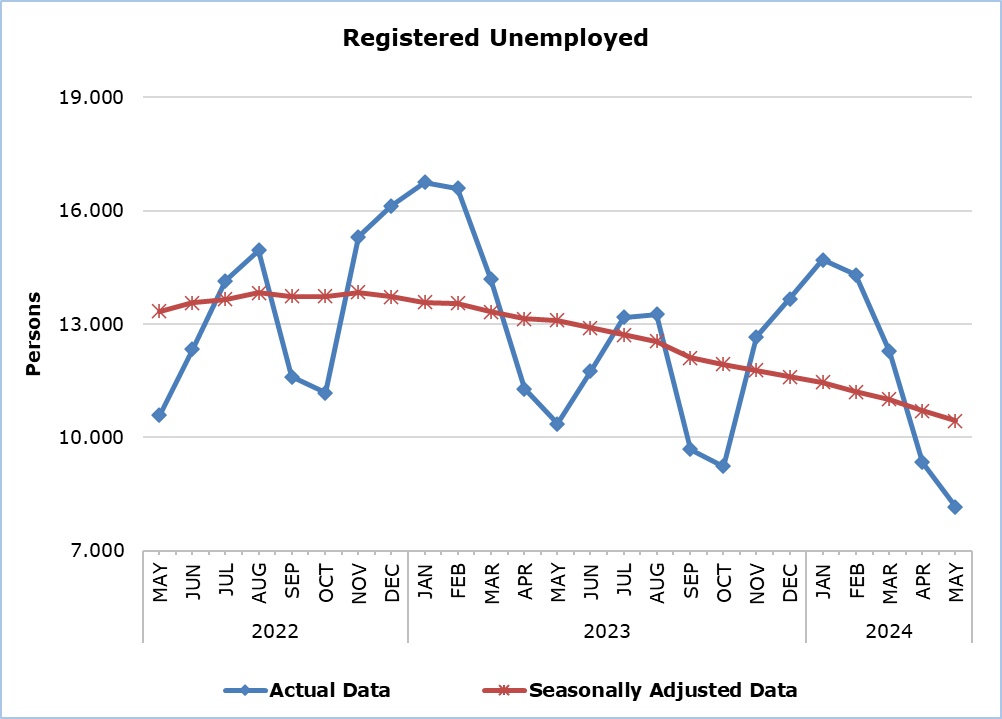 Registered Unemployed
Persons
19.000
16.000
13.000
10.000
7.000
MAY JUN JUL AUG SEP OCT NOV DEC JAN FEB MAR APR MAY JUN JUL AUG SEP OCT NOV DEC JAN FEB MAR APR MAY
2022 2023 2024
Actual Data Seasonally Adjusted Data